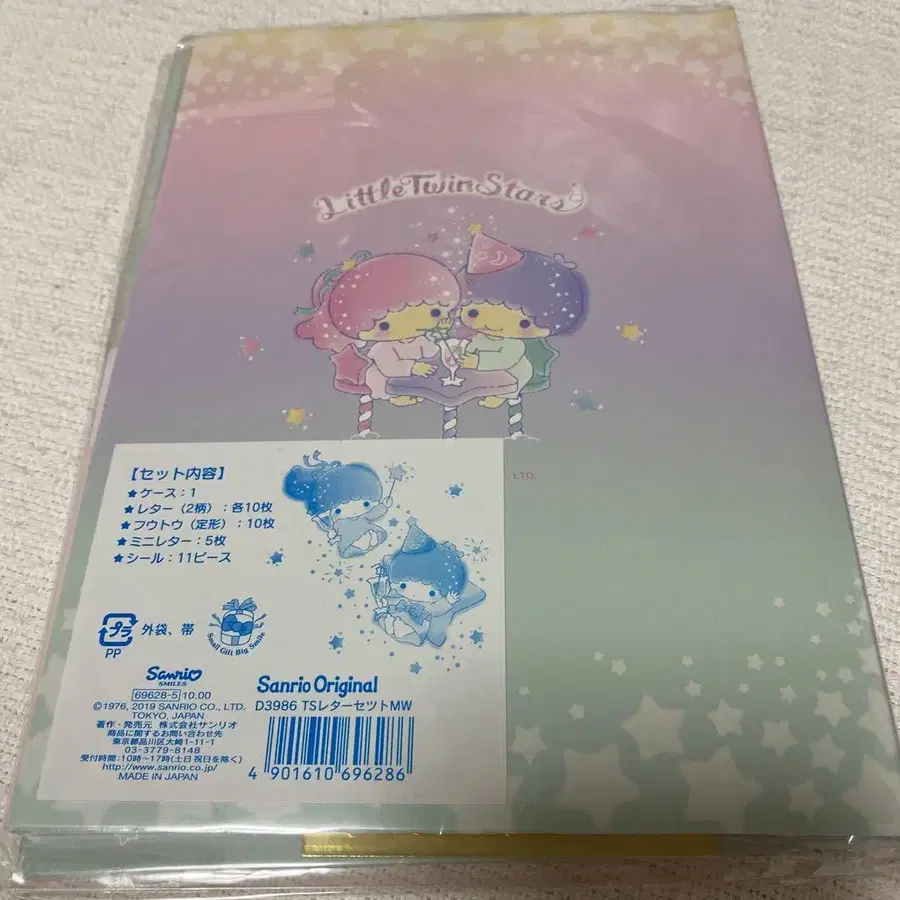 LittleTwinStars
., LTD.
【セット内容】
★ケース：1
★レター（2柄）：各10枚
★フウトウ（定形）：10枚
★ミニレター：5枚
★シール：11ピース
プラ
PP
外袋、帯
Small Gift Big Smile
Sanrio
SMILES
69628-5 10.00
©1976, 2019 SANRIO CO., LTD.
TOKYO, JAPAN
著作・発売元 株式会社サンリオ
商品に関するお問い合わせ先
東京都品川区大崎1-11-1
03-3779-8148
受付時間：10時〜17時(土日祝日を除く)
http://www.sanrio.co.jp/
MADE IN JAPAN
Sanrio Original
D3986 TSレターセツトMW
4 901610 696286